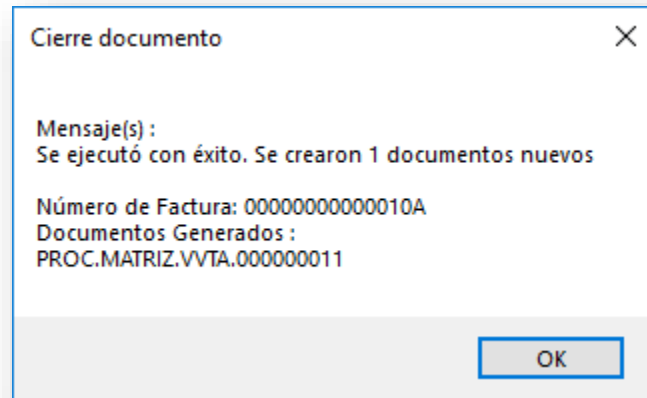 Cierre documento
Mensaje(s) :
Se ejecutó con éxito. Se crearon 1 documentos nuevos
Número de Factura: 00000000000010A
Documentos Generados :
PROC.MATRIZ.VVTA.000000011
OK